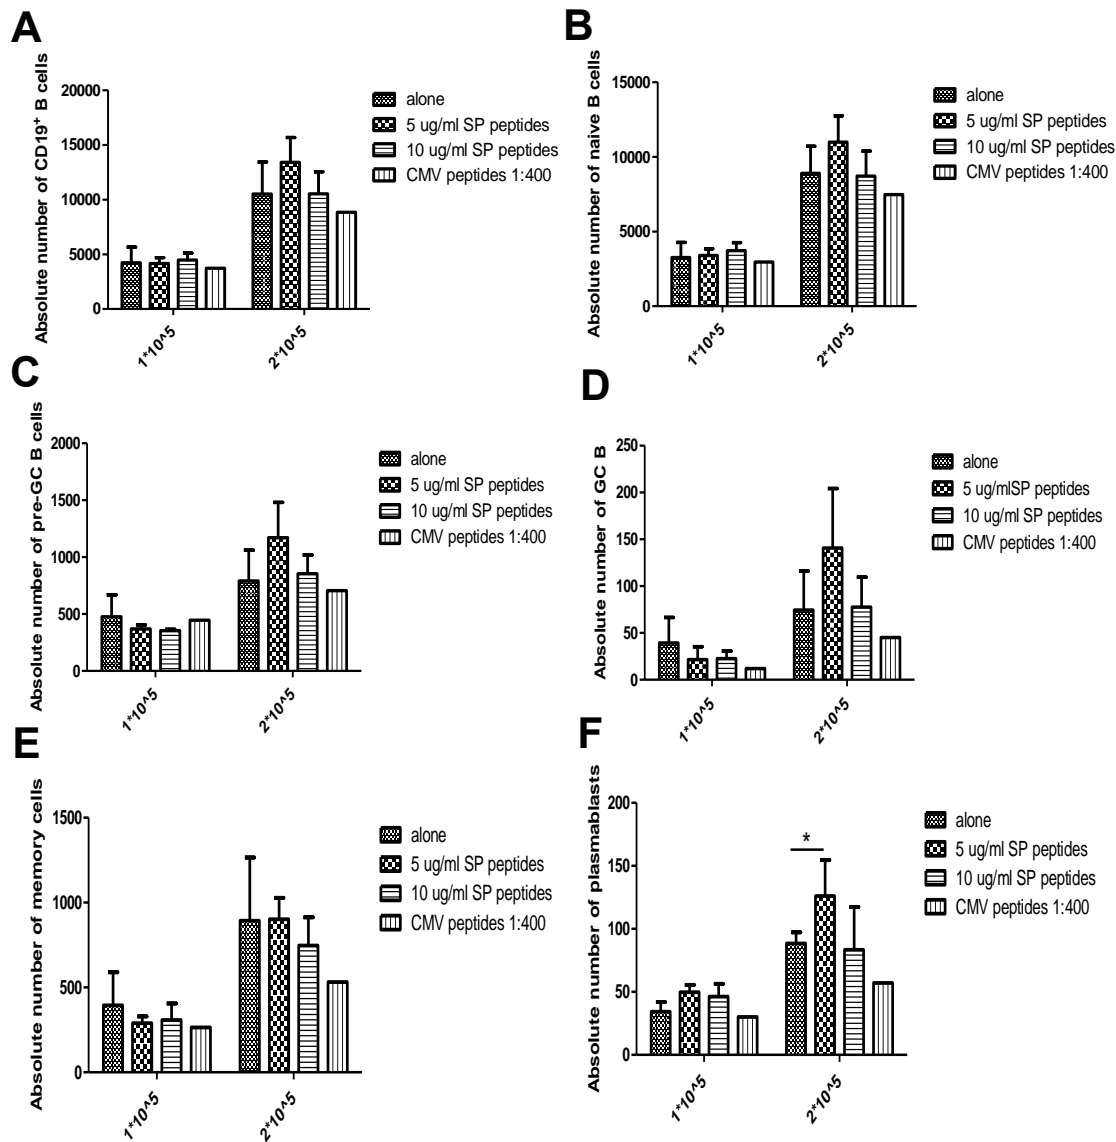 A
Absolute number of CD19⁺ B cells
20000
15000
10000
5000
0
1*10^5
2*10^5
alone
5 ug/ml SP peptides
10 ug/ml SP peptides
CMV peptides 1:400
B
Absolute number of naive B cells
15000
10000
5000
0
1*10^5
2*10^5
alone
5 ug/ml SP peptides
10 ug/ml SP peptides
CMV peptides 1:400
C
Absolute number of pre-GC B cells
2000
1500
1000
500
0
1*10^5
2*10^5
alone
5 ug/ml SP peptides
10 ug/ml SP peptides
CMV peptides 1:400
D
Absolute number of GC B
250
200
150
100
50
0
1*10^5
2*10^5
alone
5 ug/mlSP peptides
10 ug/ml SP peptides
CMV peptides 1:400
E
Absolute number of memory cells
1500
1000
500
0
1*10^5
2*10^5
alone
5 ug/ml SP peptides
10 ug/ml SP peptides
CMV peptides 1:400
F
Absolute number of plasmablasts
200
150
100
50
0
*
1*10^5
2*10^5
alone
5 ug/ml SP peptides
10 ug/ml SP peptides
CMV peptides 1:400